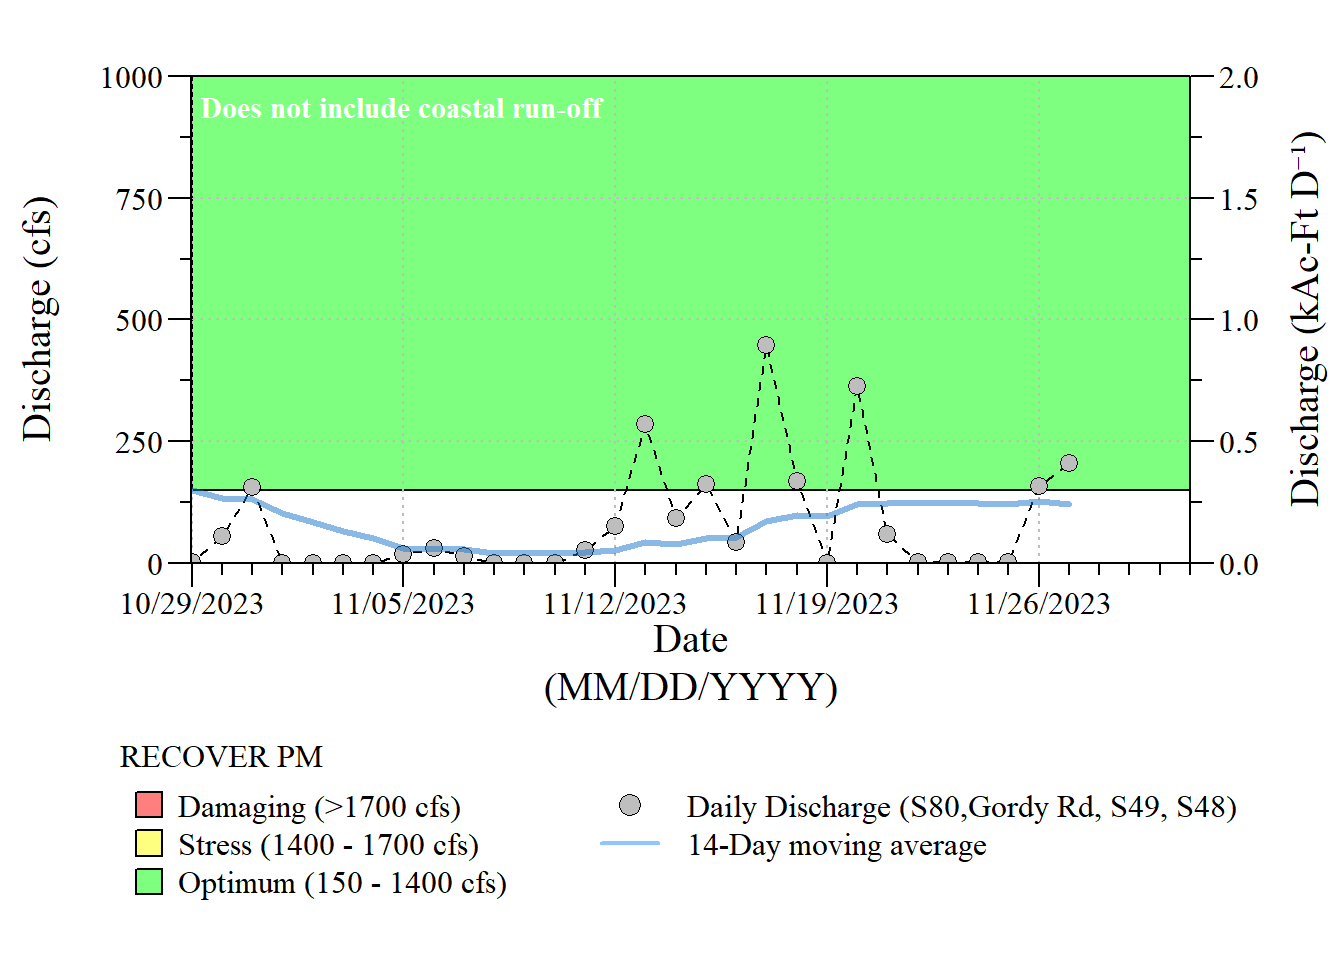 Does not include coastal run-off
1000
750
500
250
0
Discharge (cfs)
2.0
1.5
1.0
0.5
0.0
Discharge (kAc-Ft D⁻¹)
10/29/2023 11/05/2023 11/12/2023 11/19/2023 11/26/2023
Date
(MM/DD/YYYY)
RECOVER PM
Damaging (>1700 cfs)
Stress (1400 - 1700 cfs)
Optimum (150 - 1400 cfs)
Daily Discharge (S80,Gordy Rd, S49, S48)
14-Day moving average